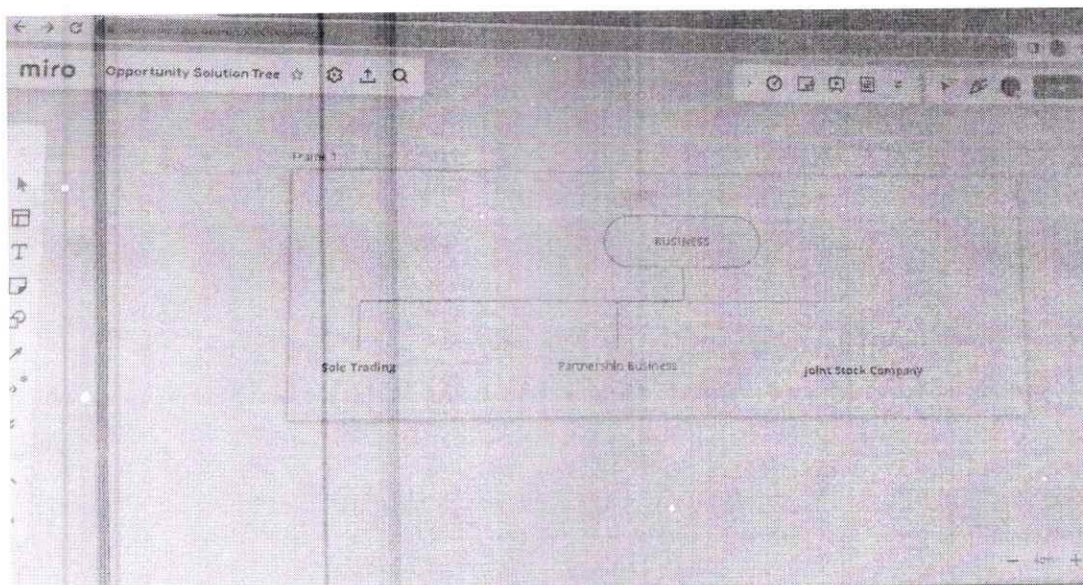 miro Opportunity Solution Tree
Frame 1
BUSINESS
Sole Trading
Partnership Business
Joint Stock Company